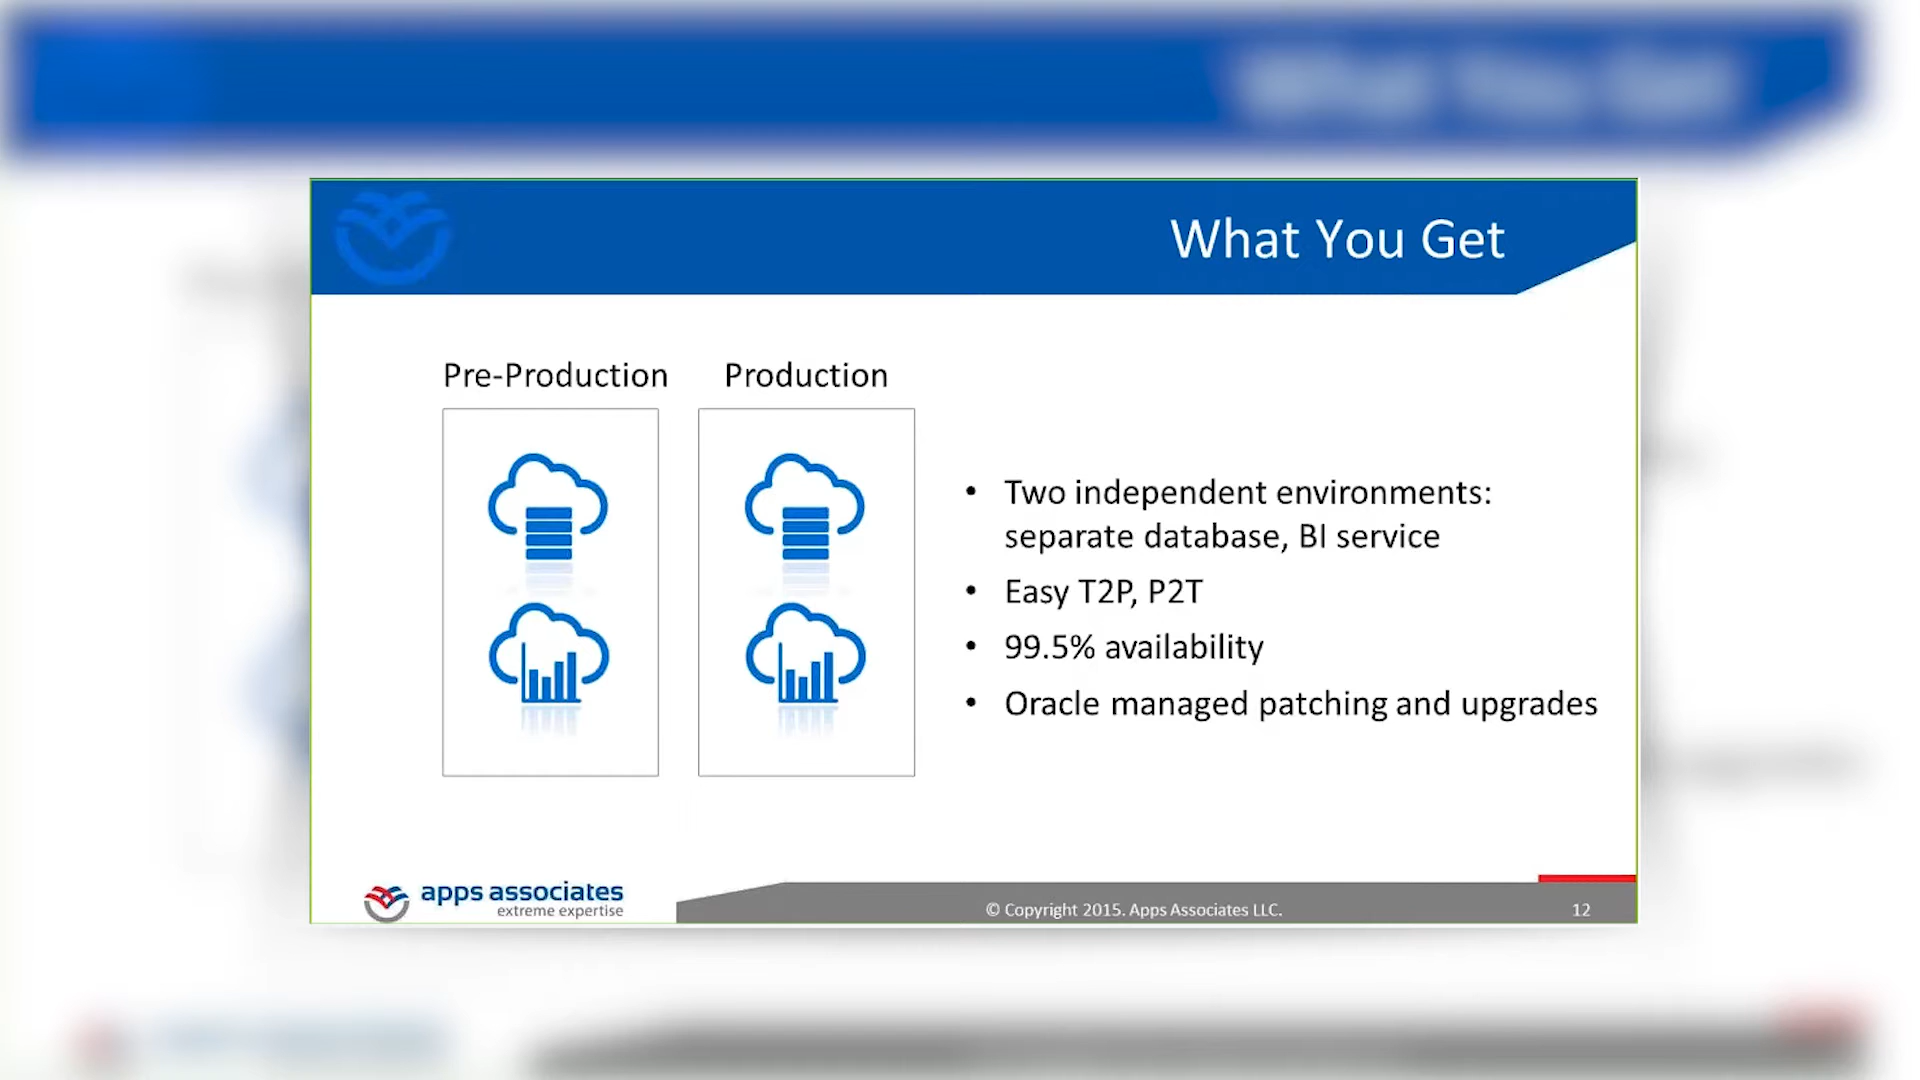 What You Get
Pre-Production
Production
• Two independent environments:
separate database, BI service
• Easy T2P, P2T
• 99.5% availability
• Oracle managed patching and upgrades
apps associates
extreme expertise
© Copyright 2015. Apps Associates LLC.
12